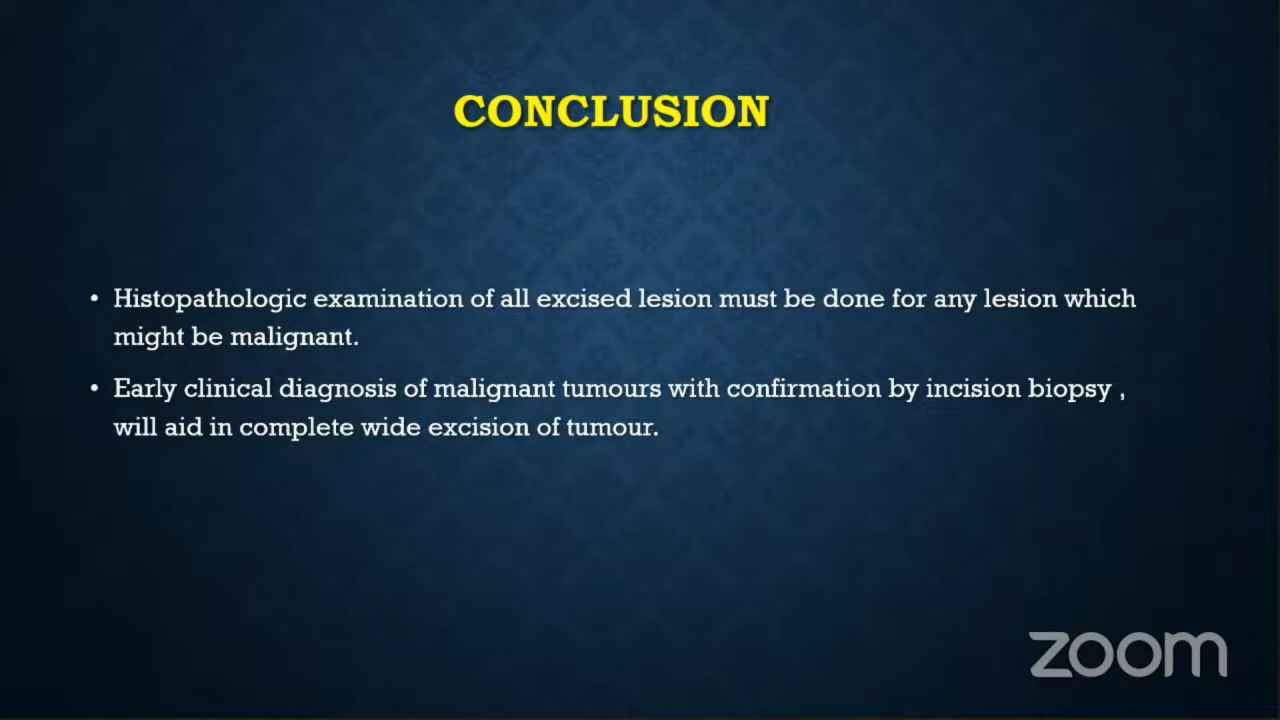 CONCLUSION
• Histopathologic examination of all excised lesion must be done for any lesion which
might be malignant.
• Early clinical diagnosis of malignant tumours with confirmation by incision biopsy ,
will aid in complete wide excision of tumour.
zoom